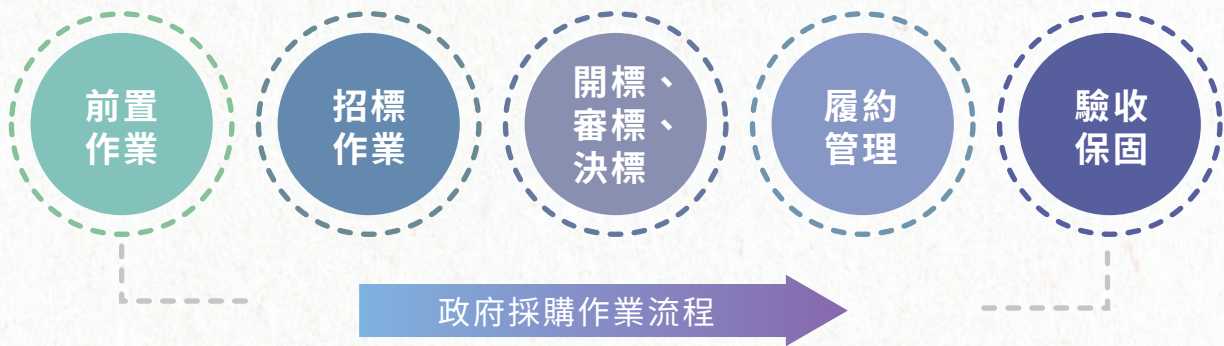 前置
作業
招標
作業
開標、
審標、
決標
履約
管理
驗收
保固
政府採購作業流程